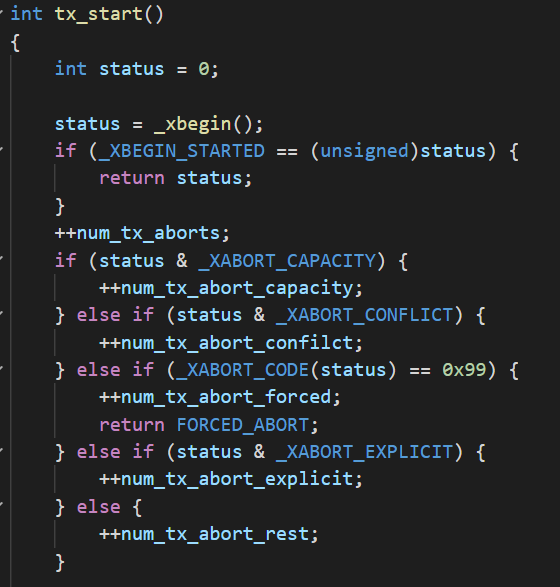 int tx_start()
{
    int status = 0;

    status = _xbegin();
    if (_XBEGIN_STARTED == (unsigned)status) {
        return status;
    }
    ++num_tx_aborts;
    if (status & _XABORT_CAPACITY) {
        ++num_tx_abort_capacity;
    } else if (status & _XABORT_CONFLICT) {
        ++num_tx_abort_confilct;
    } else if (_XABORT_CODE(status) == 0x99) {
        ++num_tx_abort_forced;
        return FORCED_ABORT;
    } else if (status & _XABORT_EXPLICIT) {
        ++num_tx_abort_explicit;
    } else {
        ++num_tx_abort_rest;
    }